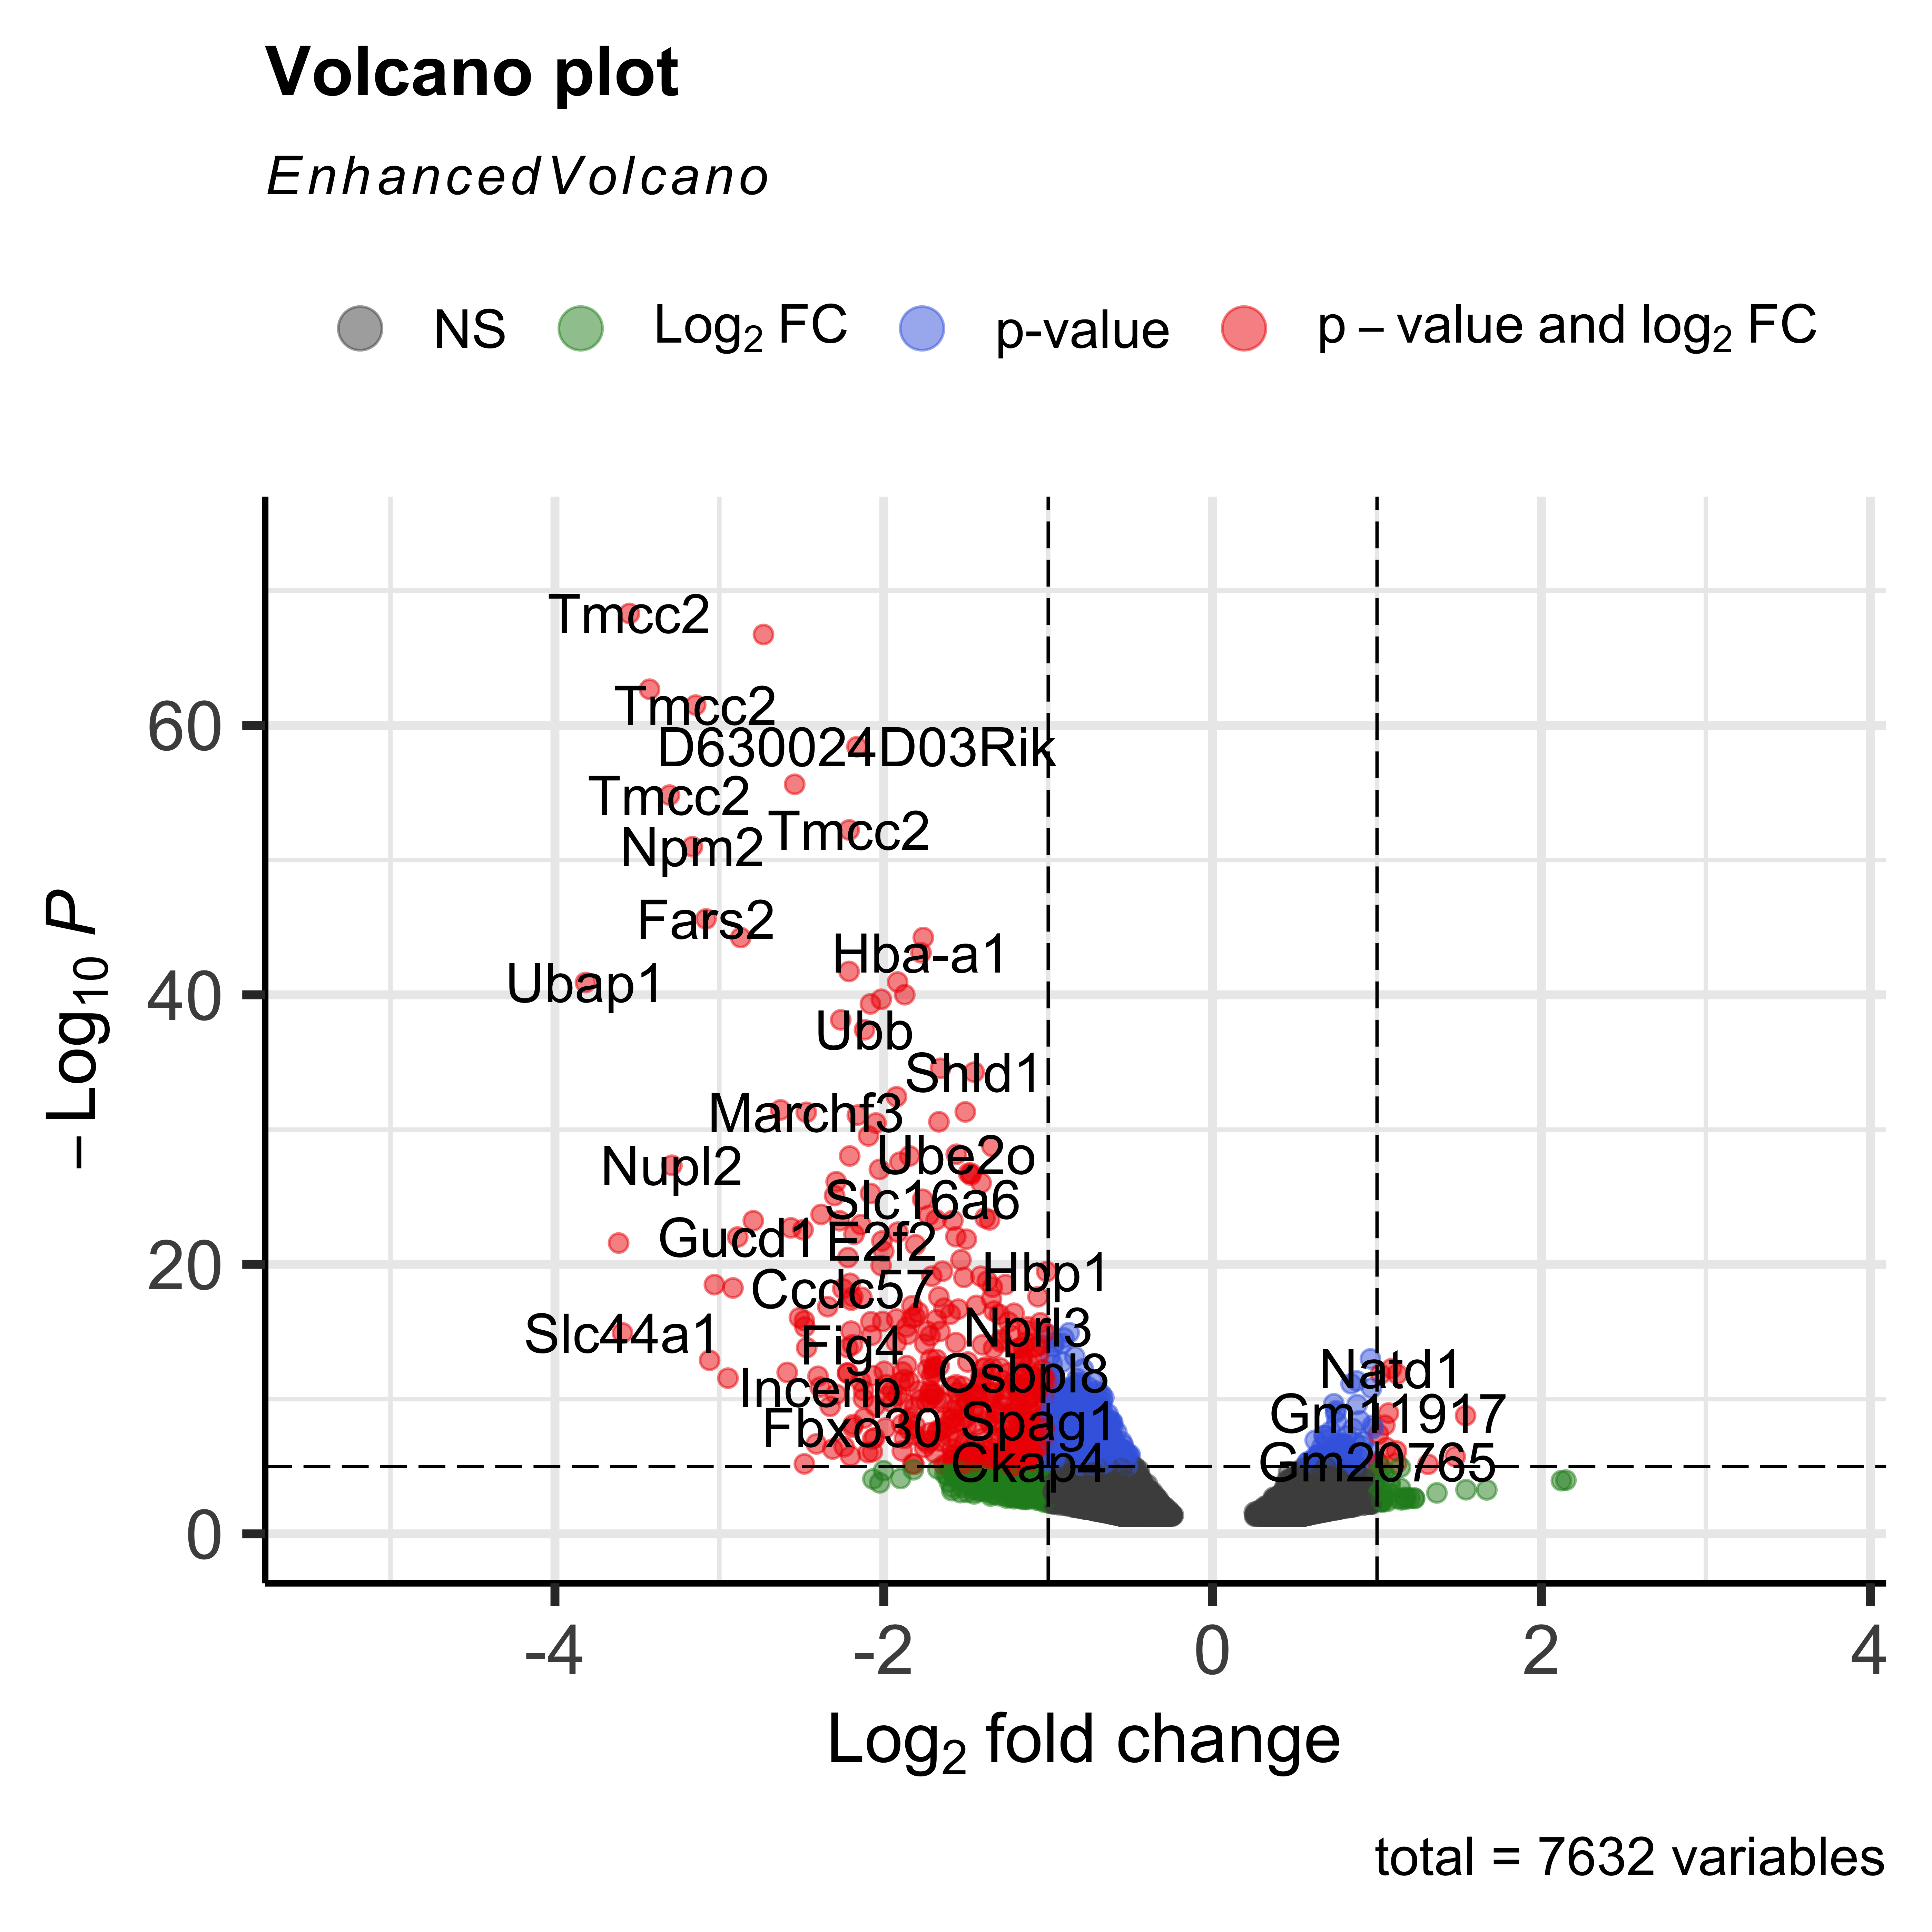 Volcano plot
EnhancedVolcano
NS Log2 FC p-value p – value and log2 FC
Tmcc2
Tmcc2
60
D630024D03Rik
Tmcc2
Tmcc2
Npm2
Fars2
Hba-a1
Ubap1
40
Ubb
Shld1
Marchf3
Ube2o
Nupl2
Slc16a6
Gucd1 E2f2
20
Hbp1
Ccdc57
Slc44a1
Nprl3
Fig4
Natd1
Osbpl8
Incenp
Gm11917
Spag1
Fbxo30
Gm20765
Ckap4
0
– Log10 P
-4 -2 0 2 4
Log2 fold change
total = 7632 variables